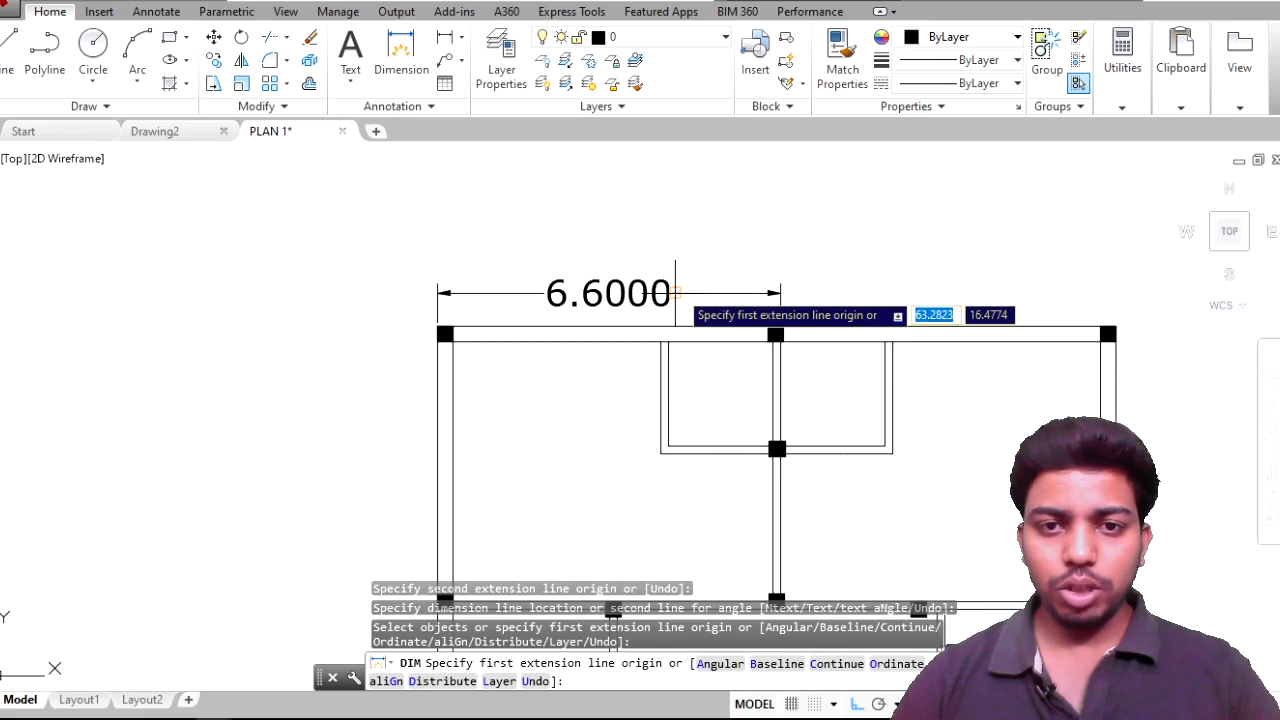 Home Insert Annotate Parametric View Manage Output Add-ins A360 Express Tools Featured Apps BIM 360 Performance
0
ByLayer
ByLayer
ByLayer
ine Polyline Circle Arc
Text Dimension
Layer
Properties
Insert
Match
Properties
Group
Utilities Clipboard View
Draw Modify Annotation Layers Block Properties Groups
Start Drawing2 PLAN 1*
[Top][2D Wireframe]
N
W TOP E
S
WCS
6.6000
Specify first extension line origin or 63.2823 16.4774
Specify second extension line origin or [Undo]:
Specify dimension line location or second line for angle [Mtext/Text/text aNgle/Undo]:
Select objects or specify first extension line origin or [Angular/Baseline/Continue/
Ordinate/aliGn/Distribute/Layer/Undo]:
DIM Specify first extension line origin or [Angular Baseline Continue Ordinate
aliGn Distribute Layer Undo]:
Y
X
Model Layout1 Layout2
MODEL